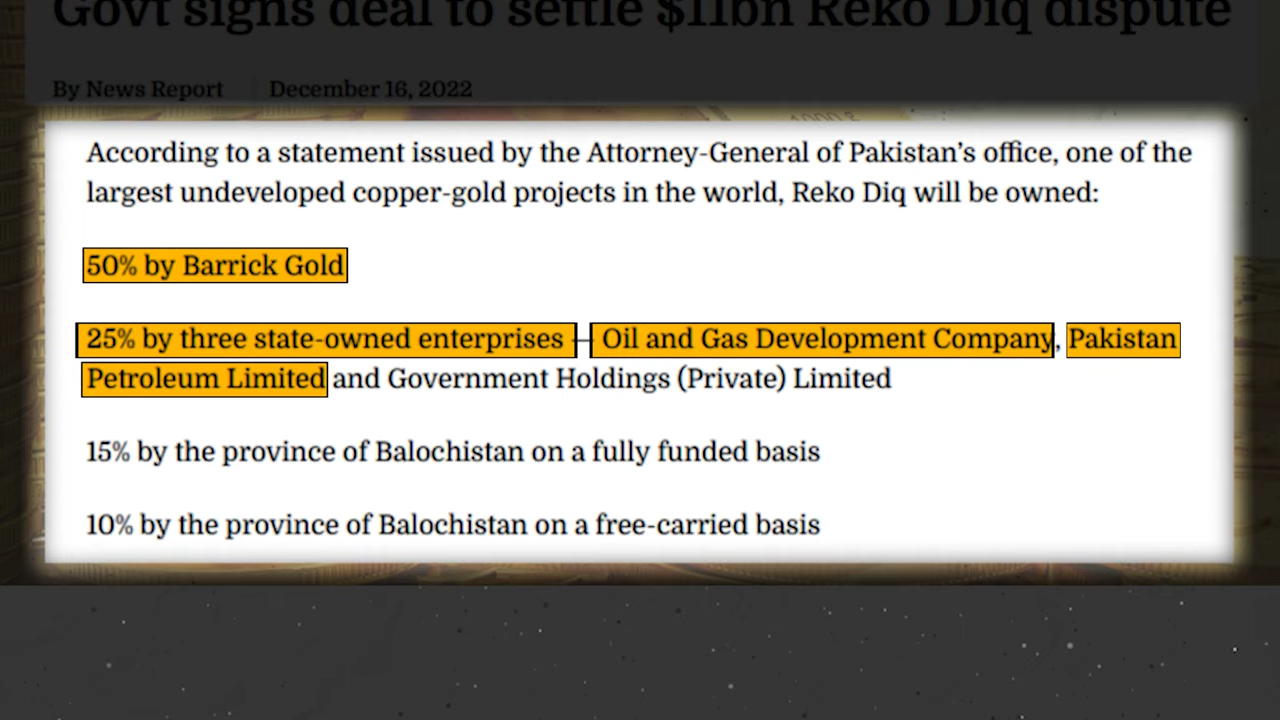 Govt signs deal to settle $11bn Reko Diq dispute
By News Report December 16, 2022
1000 g
According to a statement issued by the Attorney-General of Pakistan's office, one of the
largest undeveloped copper-gold projects in the world, Reko Diq will be owned:
50% by Barrick Gold
25% by three state-owned enterprises — Oil and Gas Development Company, Pakistan
Petroleum Limited and Government Holdings (Private) Limited
15% by the province of Balochistan on a fully funded basis
10% by the province of Balochistan on a free-carried basis